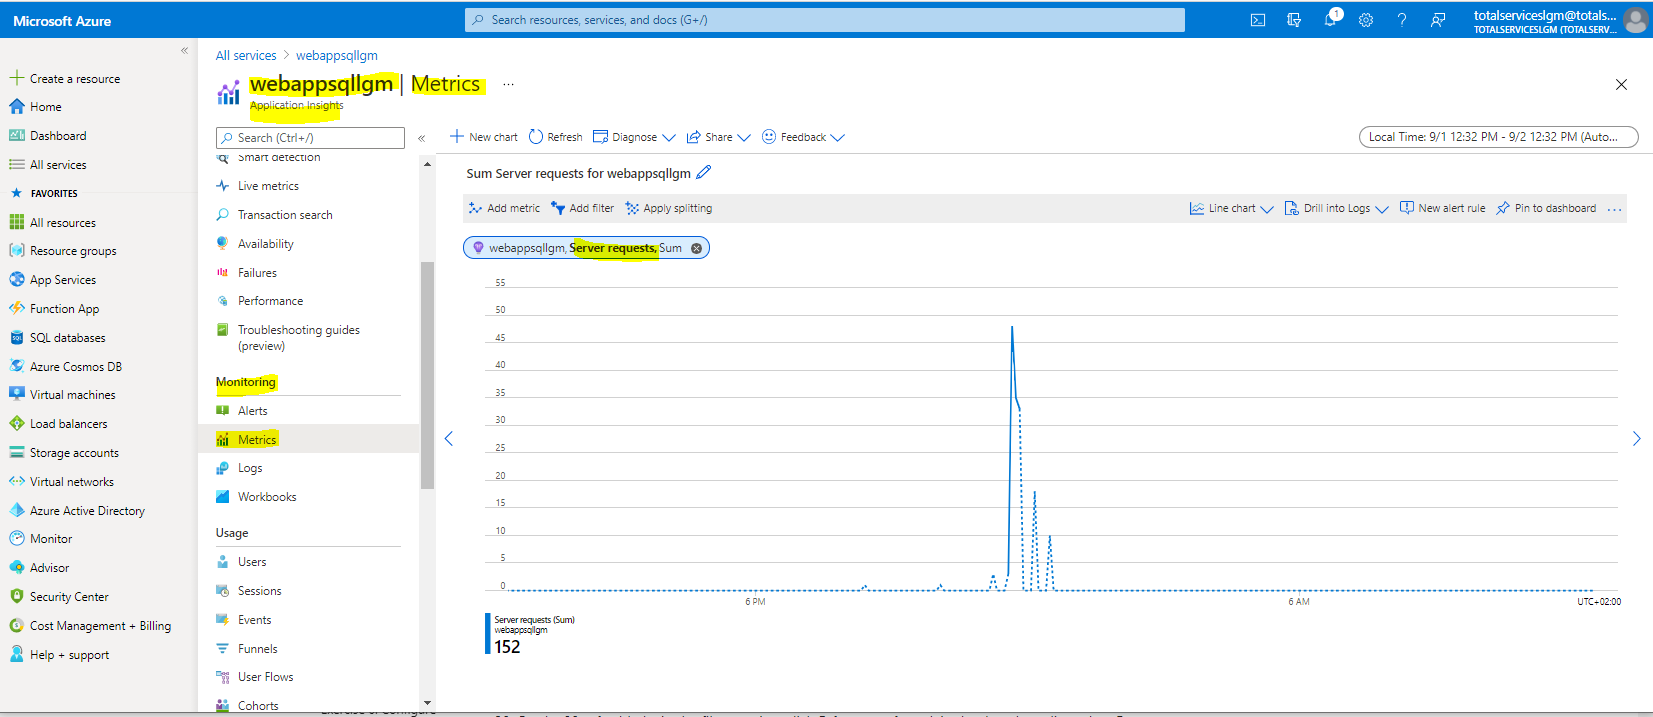 Microsoft Azure
Search resources, services, and docs (G+/)
1
totalserviceslgm@totals...
TOTALSERVICESLGM (TOTALSERV...
«
Create a resource
Home
Dashboard
All services
FAVORITES
All resources
Resource groups
App Services
Function App
SQL databases
Azure Cosmos DB
Virtual machines
Load balancers
Storage accounts
Virtual networks
Azure Active Directory
Monitor
Advisor
Security Center
Cost Management + Billing
Help + support
All services > webappsqllgm
webappsqllgm | Metrics ...
Application Insights
Search (Ctrl+/)
«
Smart detection
Live metrics
Transaction search
Availability
Failures
Performance
Troubleshooting guides
(preview)
Monitoring
Alerts
Metrics
Logs
Workbooks
Usage
Users
Sessions
Events
Funnels
User Flows
Cohorts
New chart Refresh Diagnose Share Feedback
Local Time: 9/1 12:32 PM - 9/2 12:32 PM (Auto...
Sum Server requests for webappsqllgm
Add metric Add filter Apply splitting
Line chart Drill into Logs New alert rule Pin to dashboard ...
webappsqllgm, Server requests, Sum
55
50
45
40
35
30
25
20
15
10
5
0
6 PM 6 AM UTC+02:00
Server requests (Sum)
webappsqllgm
152